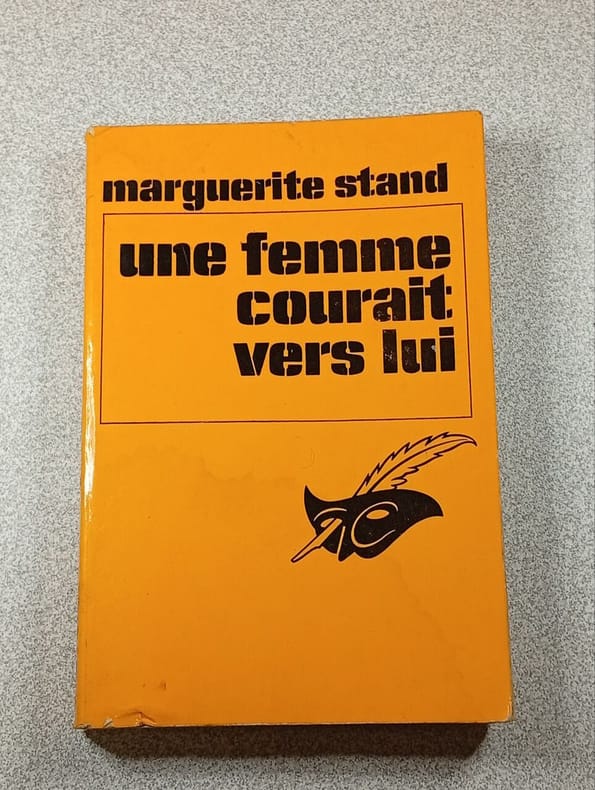 marguerite stand
une femme
courait
vers lui